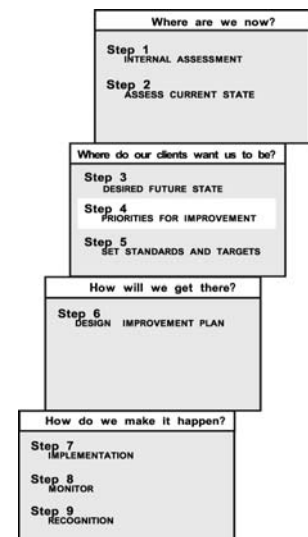 Where are we now?
Step 1
INTERNAL ASSESSMENT
Step 2
ASSESS CURRENT STATE
Where do our clients want us to be?
Step 3
DESIRED FUTURE STATE
Step 4
PRIORITIES FOR IMPROVEMENT
Step 5
SET STANDARDS AND TARGETS
How will we get there?
Step 6
DESIGN IMPROVEMENT PLAN
How do we make it happen?
Step 7
IMPLEMENTATION
Step 8
MONITOR
Step 9
RECOGNITION